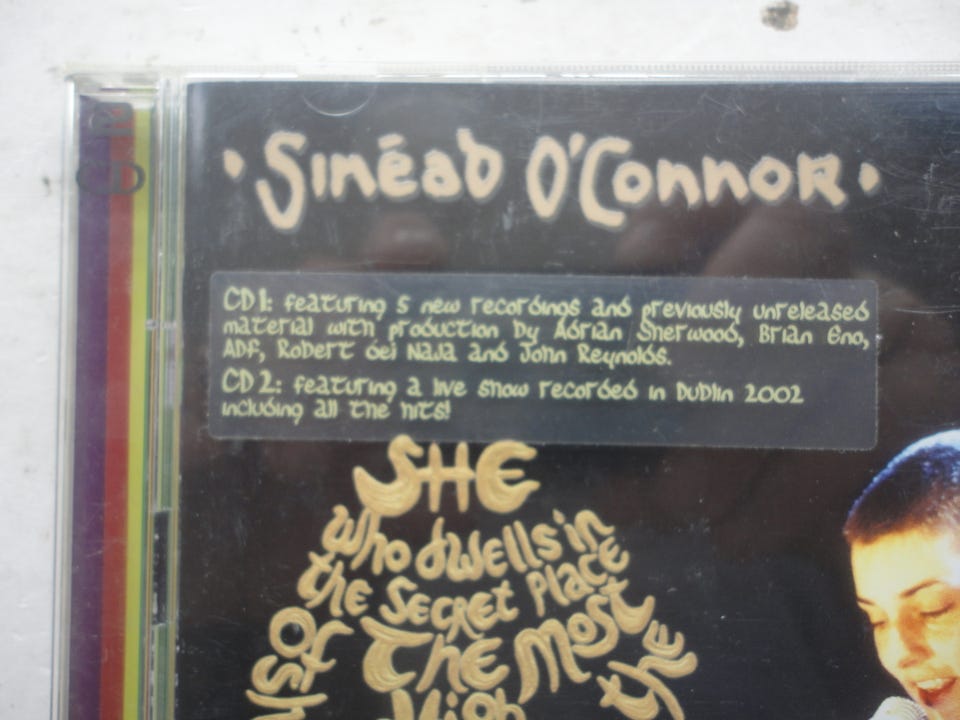 ·Sinéad O'Connor·
CD1: featuring 5 new recordings and previously unreleased
material with production by Adrian Sherwood, Brian Eno,
ADF, Robert del Naja and John Reynolds.
CD2: featuring a live show recorded in Dublin 2002
including all the hits!
SHE
who dwells in
the Secret Place
of The Most
High
the